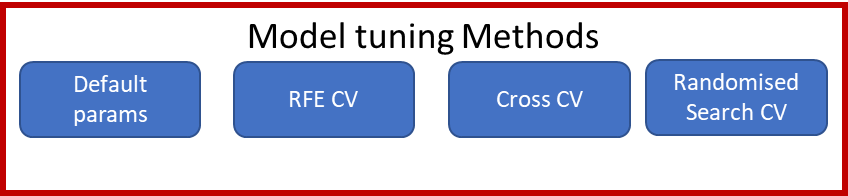 Model tuning Methods
Default
params
RFE CV
Cross CV
Randomised
Search CV